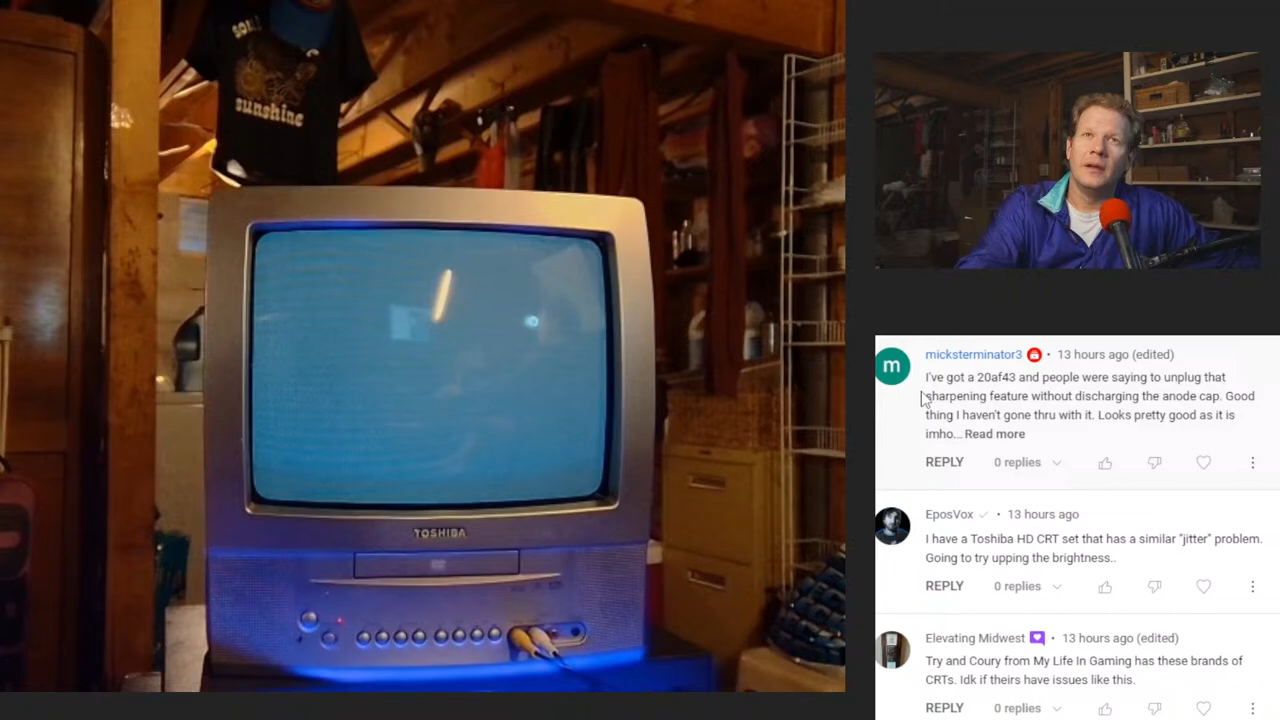 SOME
sunshine
TOSHIBA
DVD
m
micksterminator3 • 13 hours ago (edited)
I've got a 20af43 and people were saying to unplug that
sharpening feature without discharging the anode cap. Good
thing I haven't gone thru with it. Looks pretty good as it is
imho... Read more
REPLY 0 replies
EposVox • 13 hours ago
I have a Toshiba HD CRT set that has a similar "jitter" problem.
Going to try upping the brightness..
REPLY 0 replies
Elevating Midwest • 13 hours ago (edited)
Try and Coury from My Life In Gaming has these brands of
CRTs. Idk if theirs have issues like this.
REPLY 0 replies